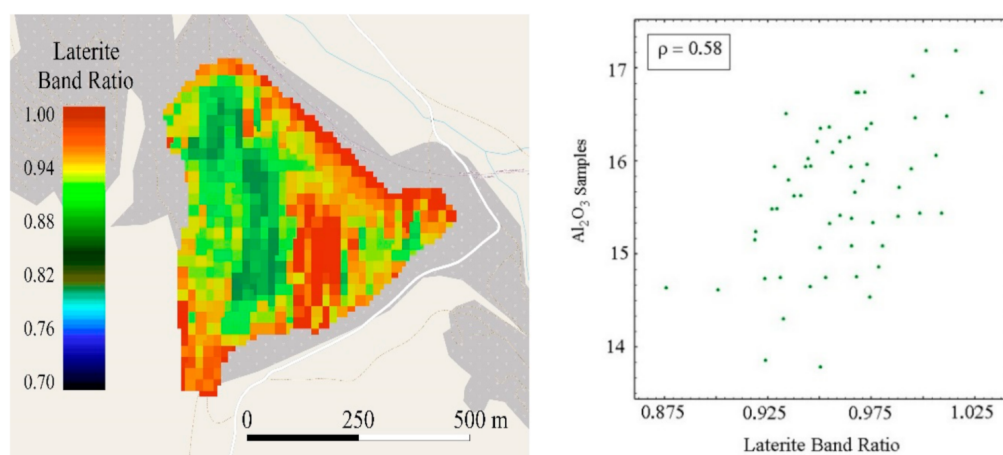 Laterite
Band Ratio
1.00
0.94
0.88
0.82
0.76
0.70
0 250 500 m
ρ = 0.58
17
16
15
14
Al₂O₃ Samples
0.875 0.925 0.975 1.025
Laterite Band Ratio